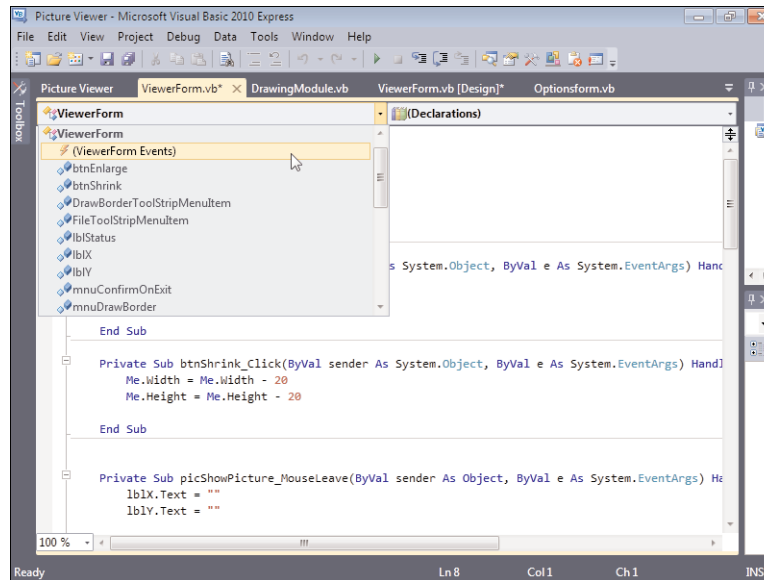 Picture Viewer - Microsoft Visual Basic 2010 Express
File Edit View Project Debug Data Tools Window Help
Picture Viewer ViewerForm.vb* DrawingModule.vb ViewerForm.vb [Design]* Optionsform.vb
Toolbox
ViewerForm (Declarations)
ViewerForm
(ViewerForm Events)
btnEnlarge
btnShrink
DrawBorderToolStripMenuItem
FileToolStripMenuItem
lblStatus
lblX
lblY
mnuConfirmOnExit
mnuDrawBorder
s System.Object, ByVal e As System.EventArgs) Hand
End Sub
Private Sub btnShrink_Click(ByVal sender As System.Object, ByVal e As System.EventArgs) Handl
Me.Width = Me.Width - 20
Me.Height = Me.Height - 20
End Sub
Private Sub picShowPicture_MouseLeave(ByVal sender As Object, ByVal e As System.EventArgs) Ha
lblX.Text = ""
lblY.Text = ""
100 %
Ready Ln 8 Col 1 Ch 1 INS